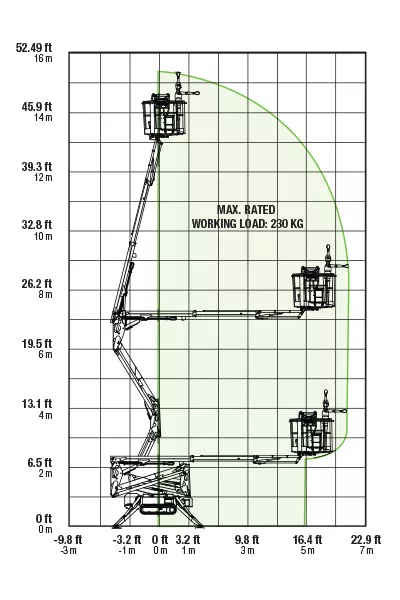 52.49 ft
16 m
45.9 ft
14 m
39.3 ft
12 m
MAX. RATED
WORKING LOAD: 230 KG
32.8 ft
10 m
26.2 ft
8 m
19.5 ft
6 m
13.1 ft
4 m
6.5 ft
2 m
0 ft
0 m
-9.8 ft -3.2 ft 0 ft 3.2 ft 9.8 ft 16.4 ft 22.9 ft
-3 m -1 m 0 m 1 m 3 m 5 m 7 m